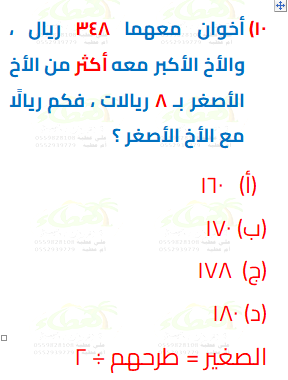 ١٠) أخوان معهما ٣٤٨ ريال ،
والأخ الأكبر معه أكثر من الأخ
الأصغر بـ ٨ ريالات ، فكم ريالًا
مع الأخ الأصغر ؟
(أ) ١٦٠
(ب) ١٧٠
(ج) ١٧٨
(د) ١٨٠
الصغير = طرحهم ÷ ٢